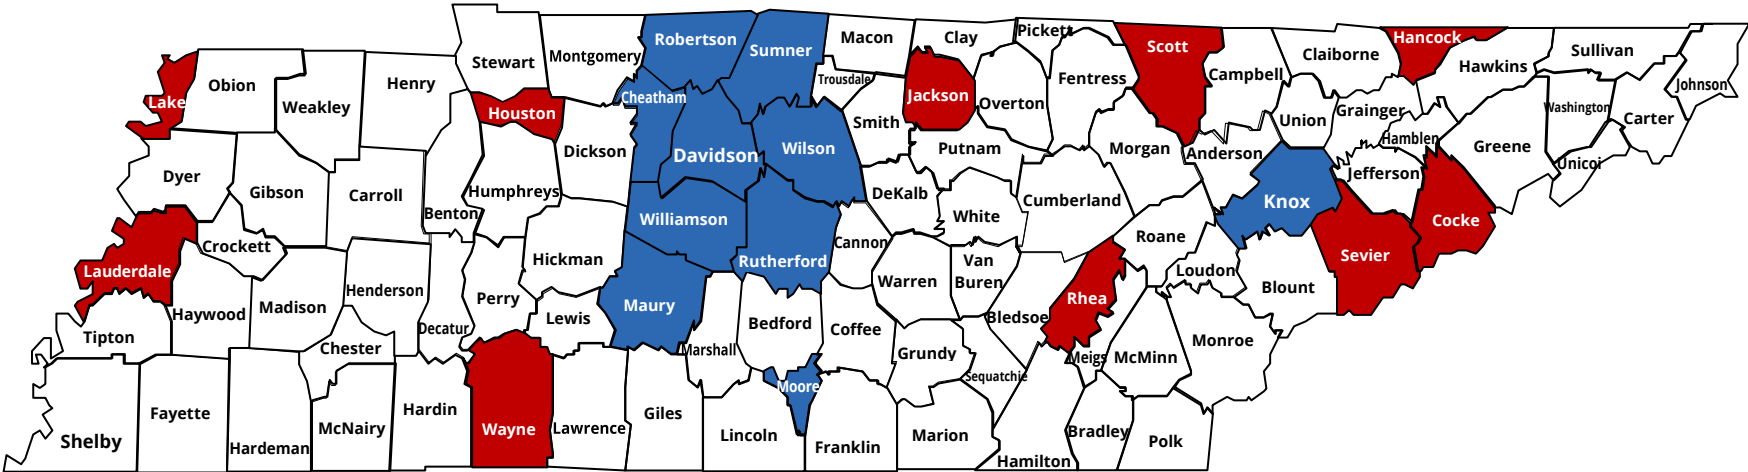 Pickett
Hancock
Macon
Clay
Robertson
Scott
Sumner
Sullivan
Claiborne
Montgomery
Stewart
Hawkins
Campbell
Fentress
Trousdale
Henry
Obion
Johnson
Jackson
Cheatham
Lake
Overton
Weakley
Washington
Grainger
Houston
Carter
Union
Smith
Hamblen
Greene
Wilson
Putnam
Morgan
Dickson
Anderson
Davidson
Unicoi
Jefferson
Dyer
Humphreys
Gibson
DeKalb
Carroll
Cumberland
Knox
Benton
White
Williamson
Cocke
Roane
Cannon
Crockett
Sevier
Hickman
Van
Buren
Rutherford
Loudon
Lauderdale
Warren
Blount
Henderson
Perry
Rhea
Maury
Madison
Haywood
Bledsoe
Lewis
Bedford
Decatur
Coffee
Tipton
Monroe
Chester
Marshall
Grundy
Meigs
McMinn
Sequatchie
Moore
Hardin
Fayette
Giles
McNairy
Wayne
Lawrence
Bradley
Lincoln
Marion
Shelby
Polk
Hardeman
Franklin
Hamilton